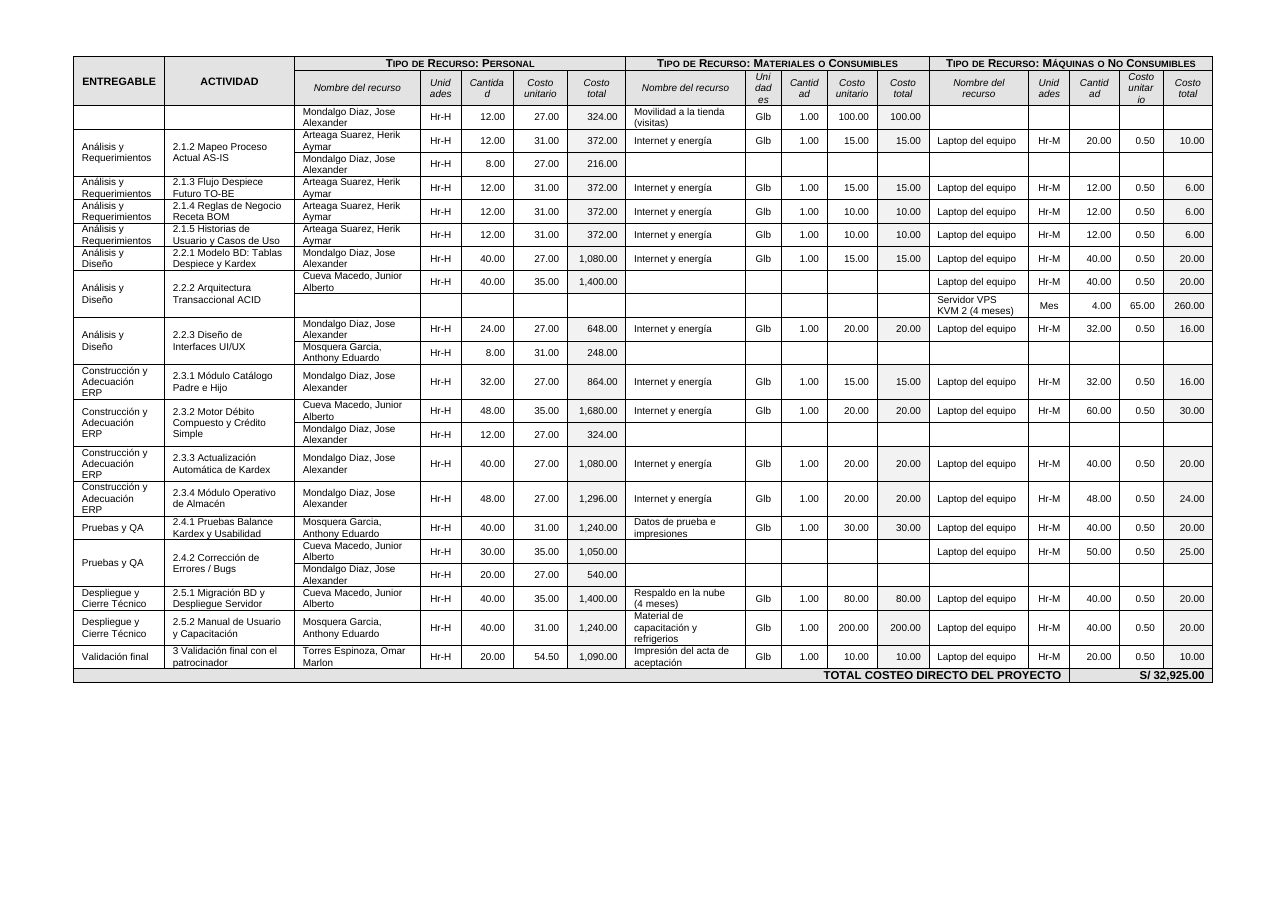 TIPO DE RECURSO: PERSONAL TIPO DE RECURSO: MATERIALES O CONSUMIBLES TIPO DE RECURSO: MÁQUINAS O NO CONSUMIBLES
ENTREGABLE ACTIVIDAD Nombre del recurso Unidades Cantidad Costo unitario Costo total Nombre del recurso Unidades Cantidad Costo unitario Costo total Nombre del recurso Unidades Cantidad Costo unitario Costo total
Mondalgo Diaz, Jose Alexander Hr-H 12.00 27.00 324.00 Movilidad a la tienda (visitas) Glb 1.00 100.00 100.00
Análisis y Requerimientos 2.1.2 Mapeo Proceso Actual AS-IS Arteaga Suarez, Herik Aymar Hr-H 12.00 31.00 372.00 Internet y energía Glb 1.00 15.00 15.00 Laptop del equipo Hr-M 20.00 0.50 10.00
Mondalgo Diaz, Jose Alexander Hr-H 8.00 27.00 216.00
Análisis y Requerimientos 2.1.3 Flujo Despiece Futuro TO-BE Arteaga Suarez, Herik Aymar Hr-H 12.00 31.00 372.00 Internet y energía Glb 1.00 15.00 15.00 Laptop del equipo Hr-M 12.00 0.50 6.00
Análisis y Requerimientos 2.1.4 Reglas de Negocio Receta BOM Arteaga Suarez, Herik Aymar Hr-H 12.00 31.00 372.00 Internet y energía Glb 1.00 10.00 10.00 Laptop del equipo Hr-M 12.00 0.50 6.00
Análisis y Requerimientos 2.1.5 Historias de Usuario y Casos de Uso Arteaga Suarez, Herik Aymar Hr-H 12.00 31.00 372.00 Internet y energía Glb 1.00 10.00 10.00 Laptop del equipo Hr-M 12.00 0.50 6.00
Análisis y Diseño 2.2.1 Modelo BD: Tablas Despiece y Kardex Mondalgo Diaz, Jose Alexander Hr-H 40.00 27.00 1,080.00 Internet y energía Glb 1.00 15.00 15.00 Laptop del equipo Hr-M 40.00 0.50 20.00
Análisis y Diseño 2.2.2 Arquitectura Transaccional ACID Cueva Macedo, Junior Alberto Hr-H 40.00 35.00 1,400.00 Laptop del equipo Hr-M 40.00 0.50 20.00
Servidor VPS KVM 2 (4 meses) Mes 4.00 65.00 260.00
Análisis y Diseño 2.2.3 Diseño de Interfaces UI/UX Mondalgo Diaz, Jose Alexander Hr-H 24.00 27.00 648.00 Internet y energía Glb 1.00 20.00 20.00 Laptop del equipo Hr-M 32.00 0.50 16.00
Mosquera Garcia, Anthony Eduardo Hr-H 8.00 31.00 248.00
Construcción y Adecuación ERP 2.3.1 Módulo Catálogo Padre e Hijo Mondalgo Diaz, Jose Alexander Hr-H 32.00 27.00 864.00 Internet y energía Glb 1.00 15.00 15.00 Laptop del equipo Hr-M 32.00 0.50 16.00
Construcción y Adecuación ERP 2.3.2 Motor Débito Compuesto y Crédito Simple Cueva Macedo, Junior Alberto Hr-H 48.00 35.00 1,680.00 Internet y energía Glb 1.00 20.00 20.00 Laptop del equipo Hr-M 60.00 0.50 30.00
Mondalgo Diaz, Jose Alexander Hr-H 12.00 27.00 324.00
Construcción y Adecuación ERP 2.3.3 Actualización Automática de Kardex Mondalgo Diaz, Jose Alexander Hr-H 40.00 27.00 1,080.00 Internet y energía Glb 1.00 20.00 20.00 Laptop del equipo Hr-M 40.00 0.50 20.00
Construcción y Adecuación ERP 2.3.4 Módulo Operativo de Almacén Mondalgo Diaz, Jose Alexander Hr-H 48.00 27.00 1,296.00 Internet y energía Glb 1.00 20.00 20.00 Laptop del equipo Hr-M 48.00 0.50 24.00
Pruebas y QA 2.4.1 Pruebas Balance Kardex y Usabilidad Mosquera Garcia, Anthony Eduardo Hr-H 40.00 31.00 1,240.00 Datos de prueba e impresiones Glb 1.00 30.00 30.00 Laptop del equipo Hr-M 40.00 0.50 20.00
Pruebas y QA 2.4.2 Corrección de Errores / Bugs Cueva Macedo, Junior Alberto Hr-H 30.00 35.00 1,050.00 Laptop del equipo Hr-M 50.00 0.50 25.00
Mondalgo Diaz, Jose Alexander Hr-H 20.00 27.00 540.00
Despliegue y Cierre Técnico 2.5.1 Migración BD y Despliegue Servidor Cueva Macedo, Junior Alberto Hr-H 40.00 35.00 1,400.00 Respaldo en la nube (4 meses) Glb 1.00 80.00 80.00 Laptop del equipo Hr-M 40.00 0.50 20.00
Despliegue y Cierre Técnico 2.5.2 Manual de Usuario y Capacitación Mosquera Garcia, Anthony Eduardo Hr-H 40.00 31.00 1,240.00 Material de capacitación y refrigerios Glb 1.00 200.00 200.00 Laptop del equipo Hr-M 40.00 0.50 20.00
Validación final 3 Validación final con el patrocinador Torres Espinoza, Omar Marlon Hr-H 20.00 54.50 1,090.00 Impresión del acta de aceptación Glb 1.00 10.00 10.00 Laptop del equipo Hr-M 20.00 0.50 10.00
TOTAL COSTEO DIRECTO DEL PROYECTO S/ 32,925.00